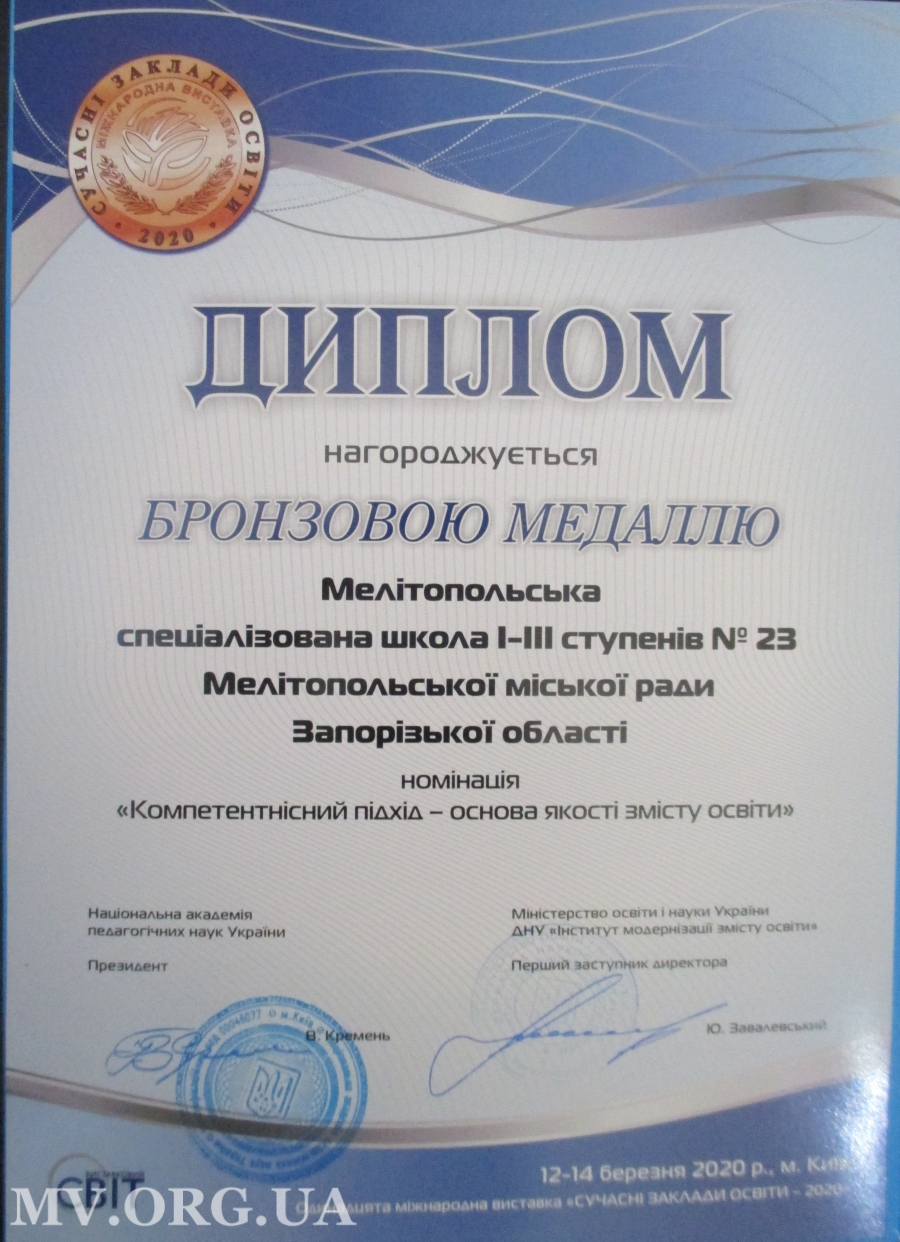 СУЧАСНІ ЗАКЛАДИ ОСВІТИ
МІЖНАРОДНА ВИСТАВКА
· 2020 ·
ДИПЛОМ
нагороджується
БРОНЗОВОЮ МЕДАЛЛЮ
Мелітопольська
спеціалізована школа І-ІІІ ступенів № 23
Мелітопольської міської ради
Запорізької області
номінація
«Компетентнісний підхід – основа якості змісту освіти»
Національна академія
педагогічних наук України
Президент
В. Кремень
Міністерство освіти і науки України
ДНУ «Інститут модернізації змісту освіти»
Перший заступник директора
Ю. Завалевський
00046077 м.Київ
12-14 березня 2020 р., м.
міжнародна виставка «СУЧАСНІ ЗАКЛАДИ ОСВІТИ – 2020
СВІТ
MV.ORG.UA